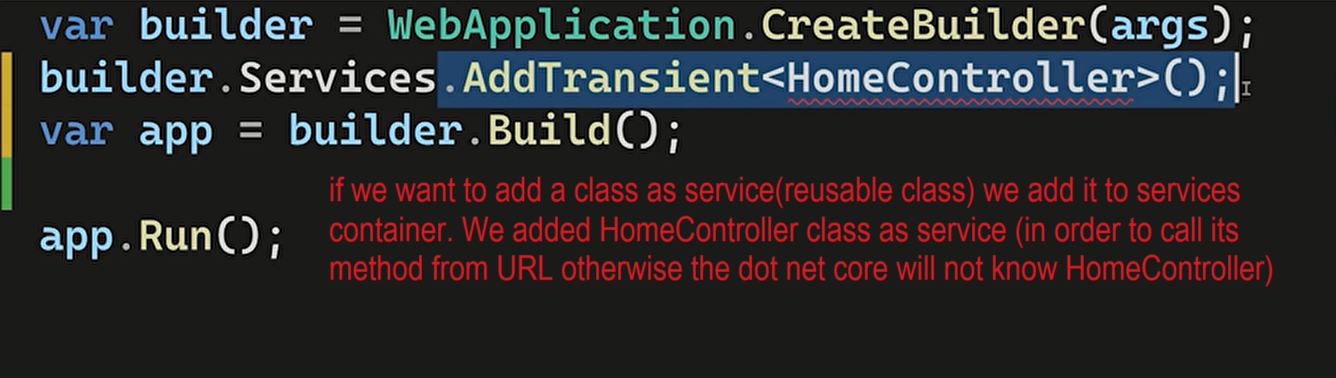 var builder = WebApplication.CreateBuilder(args);
builder.Services.AddTransient<HomeController>();
var app = builder.Build();
if we want to add a class as service(reusable class) we add it to services
container. We added HomeController class as service (in order to call its
method from URL otherwise the dot net core will not know HomeController)
app.Run();